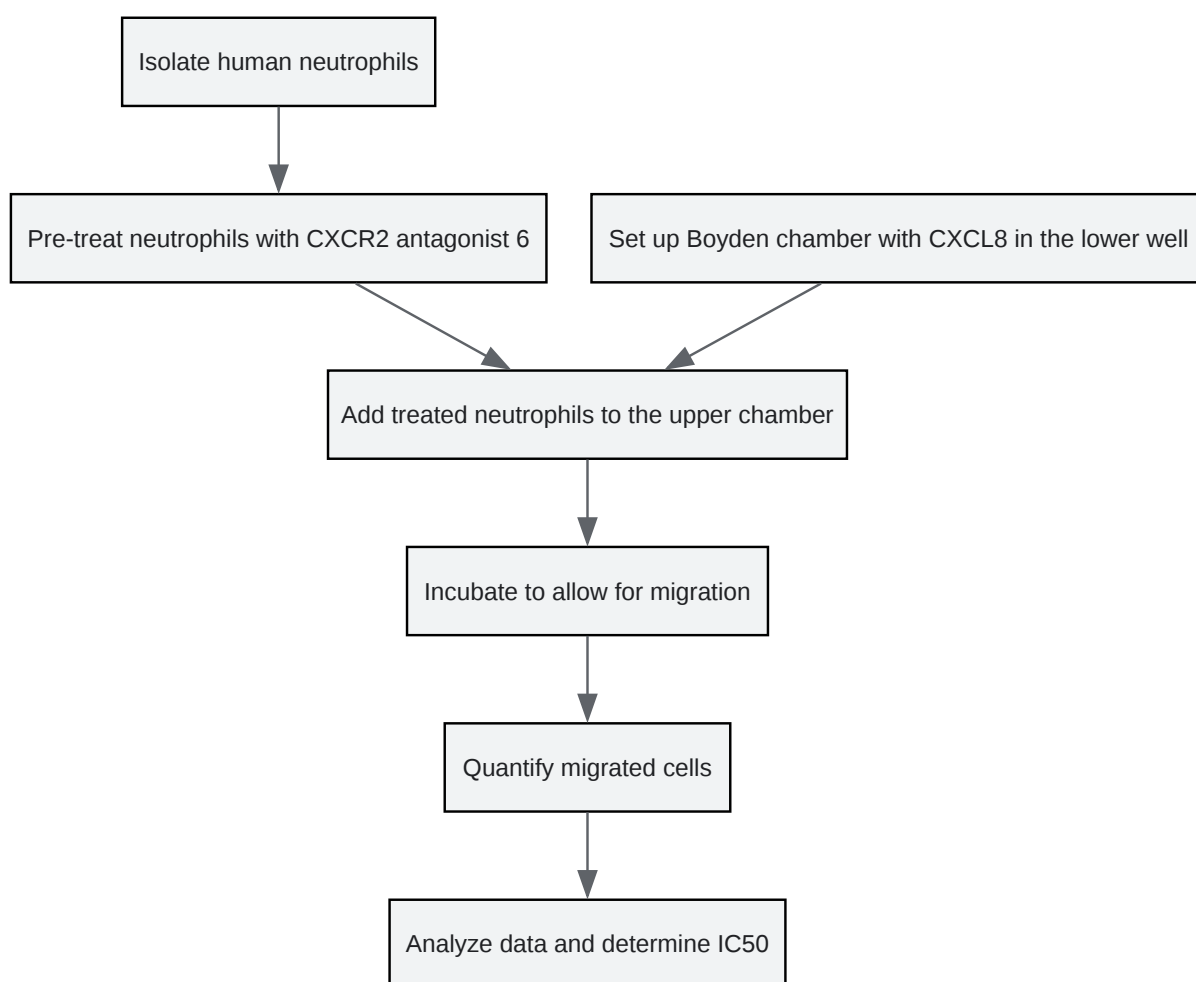 Isolate human neutrophils
Pre-treat neutrophils with CXCR2 antagonist 6
Set up Boyden chamber with CXCL8 in the lower well
Add treated neutrophils to the upper chamber
Incubate to allow for migration
Quantify migrated cells
Analyze data and determine IC50